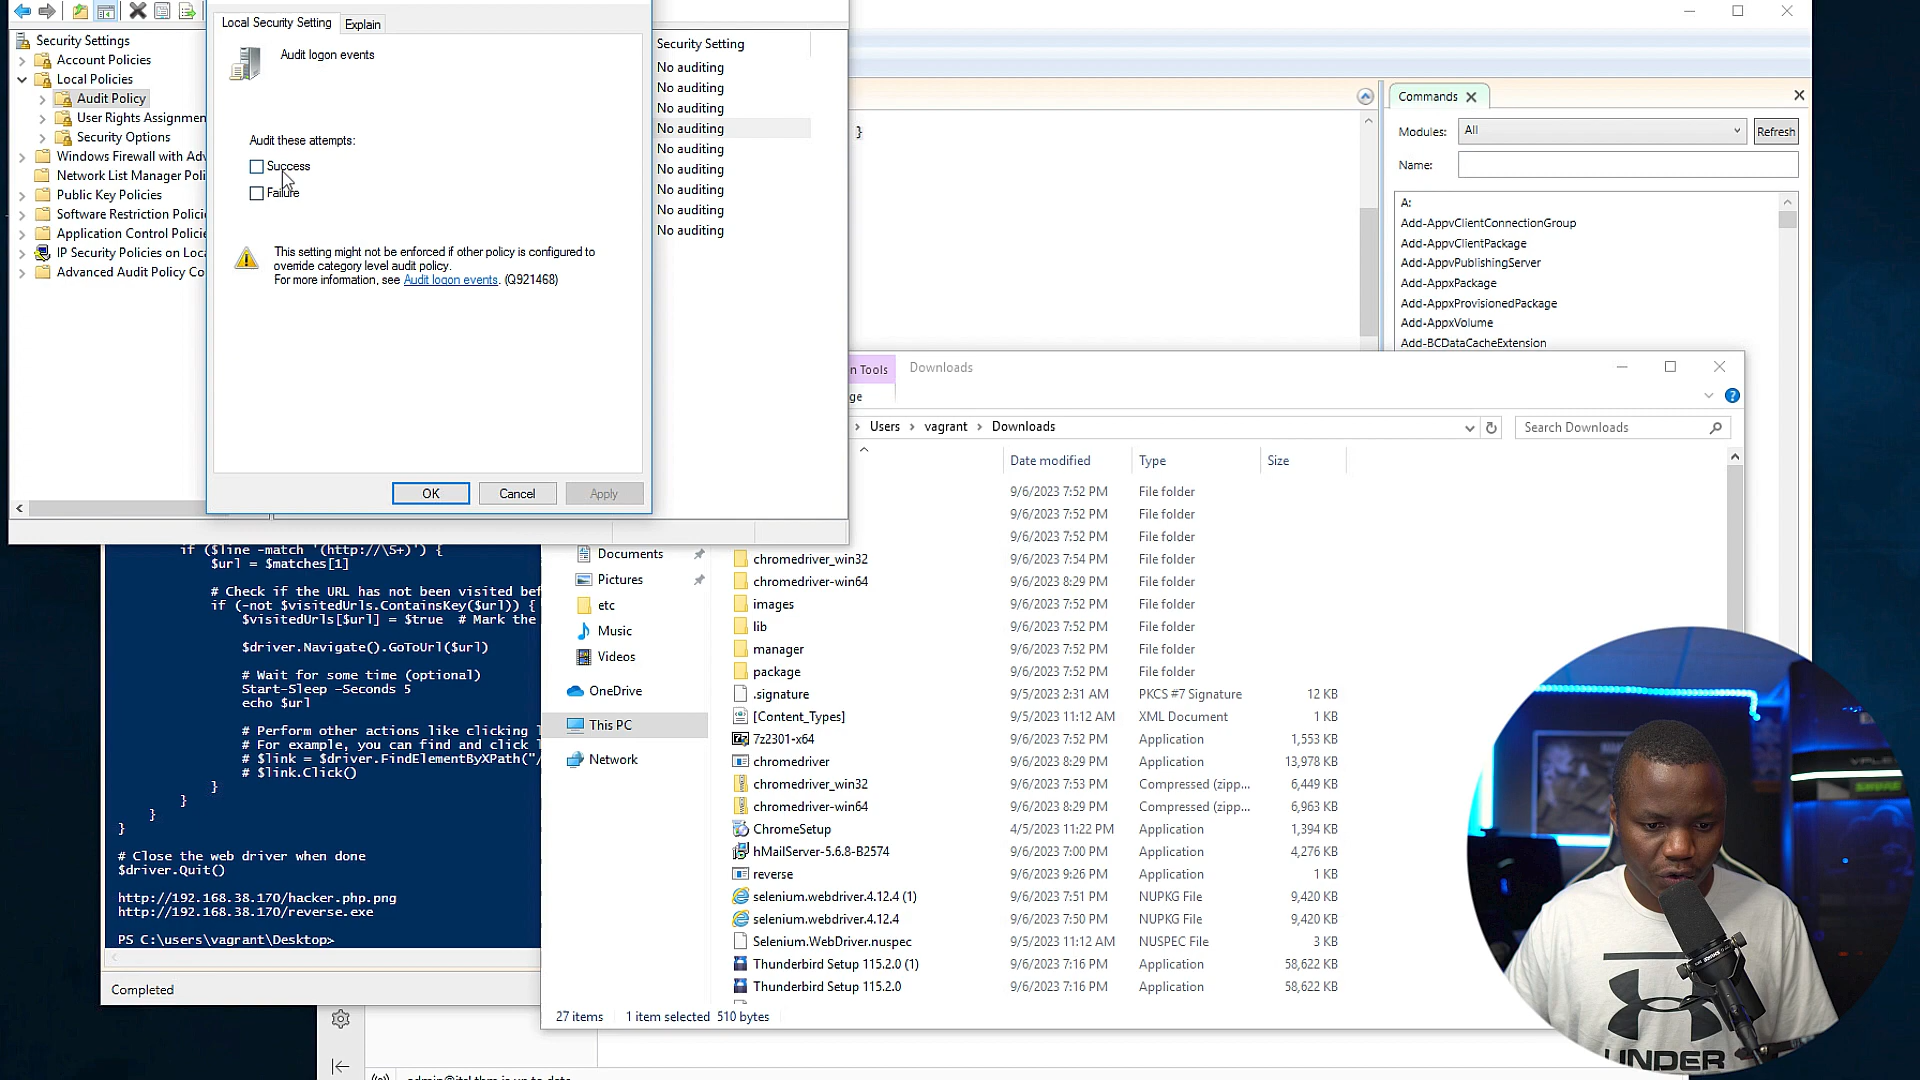 Security Settings
Account Policies
Local Policies
Audit Policy
User Rights Assignmen
Security Options
Windows Firewall with Adv
Network List Manager Poli
Public Key Policies
Software Restriction Polici
Application Control Policie
IP Security Policies on Loca
Advanced Audit Policy Co
Local Security Setting
Explain
Audit logon events
Audit these attempts:
Success
Failure
This setting might not be enforced if other policy is configured to
override category level audit policy.
For more information, see Audit logon events. (Q921468)
OK
Cancel
Apply
Security Setting
No auditing
No auditing
No auditing
No auditing
No auditing
No auditing
No auditing
No auditing
No auditing
}
Commands
Modules:
All
Refresh
Name:
A:
Add-AppvClientConnectionGroup
Add-AppvClientPackage
Add-AppvPublishingServer
Add-AppxPackage
Add-AppxProvisionedPackage
Add-AppxVolume
Add-BCDataCacheExtension
n Tools
Downloads
ge
Users
vagrant
Downloads
Search Downloads
Date modified
Type
Size
9/6/2023 7:52 PM File folder
9/6/2023 7:52 PM File folder
9/6/2023 7:52 PM File folder
chromedriver_win32 9/6/2023 7:54 PM File folder
chromedriver-win64 9/6/2023 8:29 PM File folder
images 9/6/2023 7:52 PM File folder
lib 9/6/2023 7:52 PM File folder
manager 9/6/2023 7:52 PM File folder
package 9/6/2023 7:52 PM File folder
.signature 9/5/2023 2:31 AM PKCS #7 Signature 12 KB
[Content_Types] 9/5/2023 11:12 AM XML Document 1 KB
7z2301-x64 9/6/2023 7:52 PM Application 1,553 KB
chromedriver 9/6/2023 8:29 PM Application 13,978 KB
chromedriver_win32 9/6/2023 7:53 PM Compressed (zipp... 6,449 KB
chromedriver-win64 9/6/2023 8:29 PM Compressed (zipp... 6,963 KB
ChromeSetup 4/5/2023 11:22 PM Application 1,394 KB
hMailServer-5.6.8-B2574 9/6/2023 7:00 PM Application 4,276 KB
reverse 9/6/2023 9:26 PM Application 1 KB
selenium.webdriver.4.12.4 (1) 9/6/2023 7:51 PM NUPKG File 9,420 KB
selenium.webdriver.4.12.4 9/6/2023 7:50 PM NUPKG File 9,420 KB
Selenium.WebDriver.nuspec 9/5/2023 11:12 AM NUSPEC File 3 KB
Thunderbird Setup 115.2.0 (1) 9/6/2023 7:16 PM Application 58,622 KB
Thunderbird Setup 115.2.0 9/6/2023 7:16 PM Application 58,622 KB
Documents
Pictures
etc
Music
Videos
OneDrive
This PC
Network
27 items 1 item selected 510 bytes
if ($line -match '(http://\S+)') {
$url = $matches[1]
# Check if the URL has not been visited bef
if (-not $visitedUrls.ContainsKey($url)) {
$visitedUrls[$url] = $true # Mark the
$driver.Navigate().GoToUrl($url)
# Wait for some time (optional)
Start-Sleep -Seconds 5
echo $url
# Perform other actions like clicking l
# For example, you can find and click l
# $link = $driver.FindElementByXPath("/
# $link.Click()
}
}
}
}
# Close the web driver when done
$driver.Quit()
http://192.168.38.170/hacker.php.png
http://192.168.38.170/reverse.exe
PS C:\users\vagrant\Desktop>
Completed
UNDER